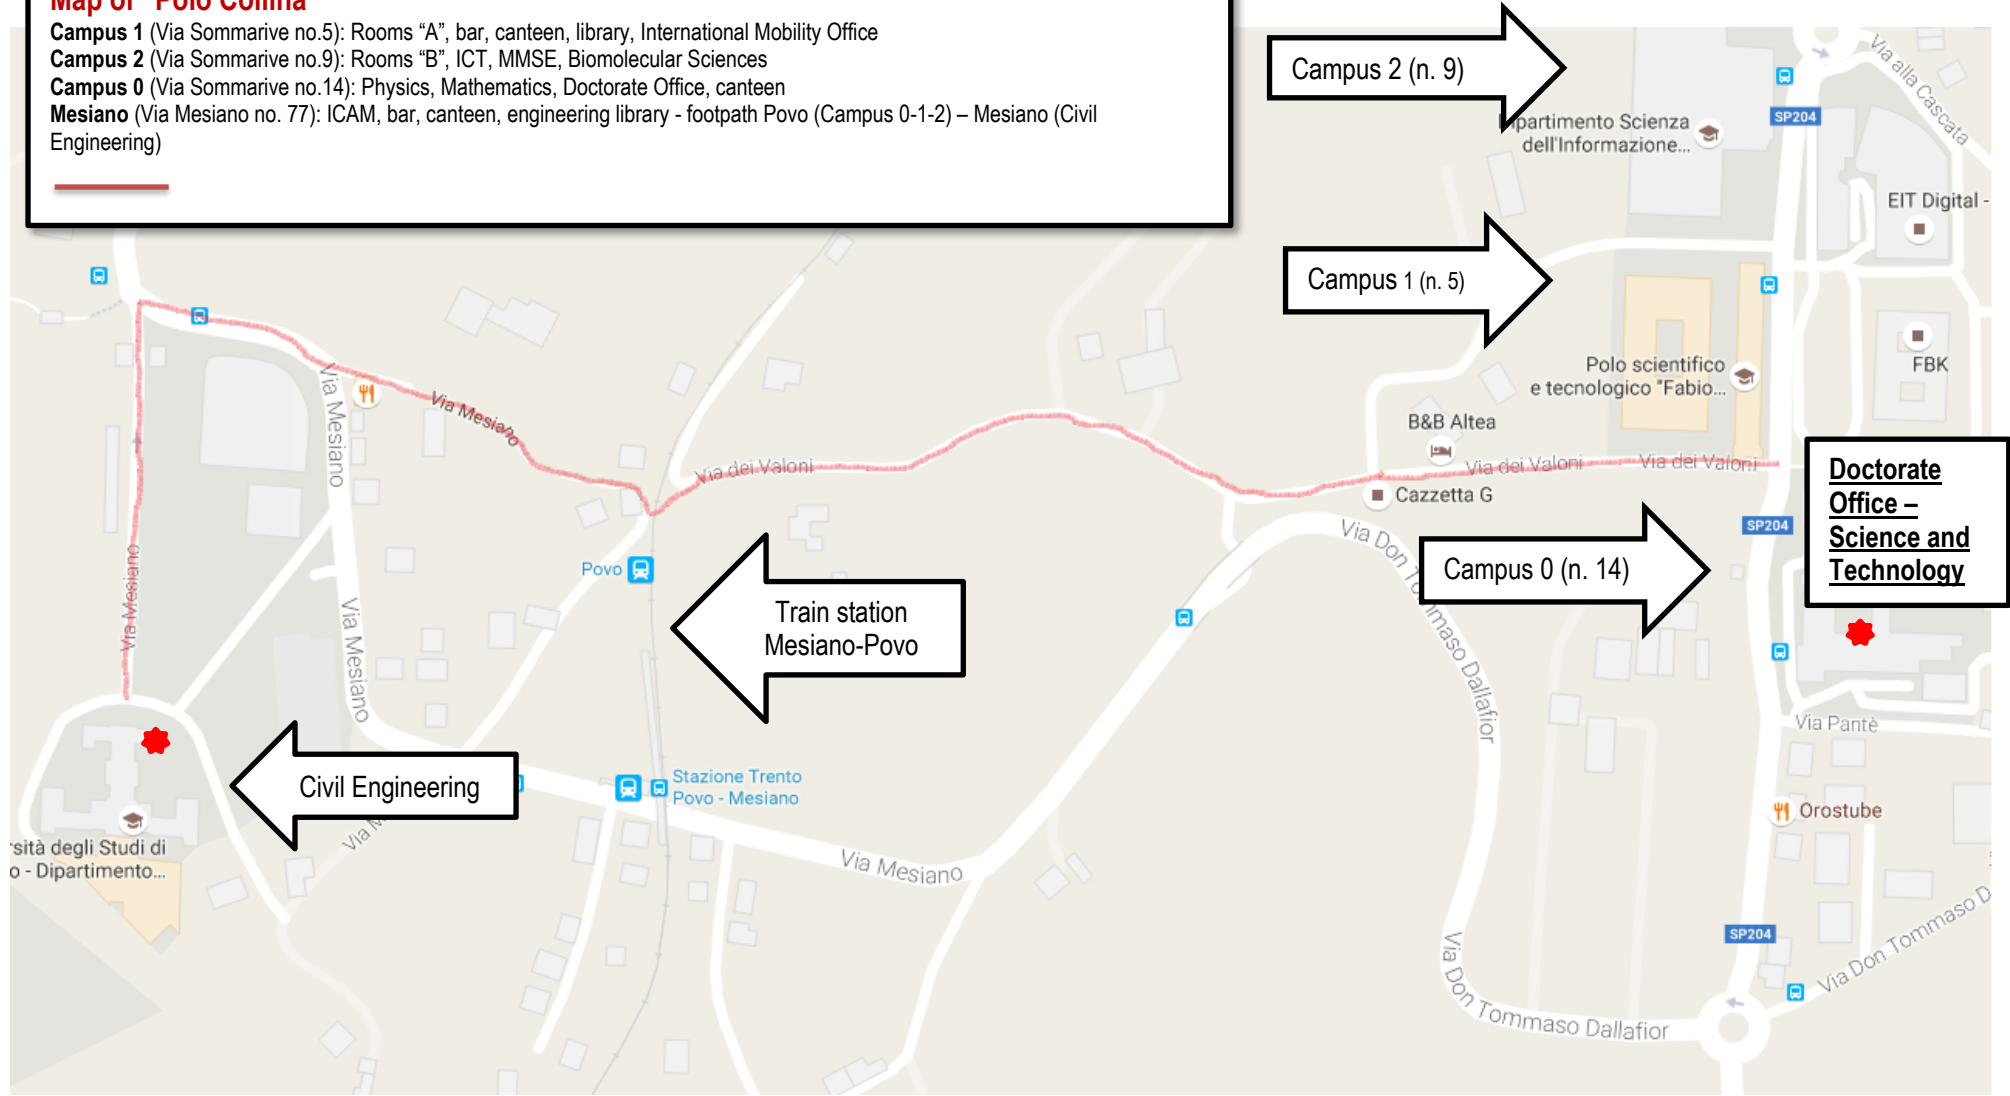 Map of "Polo Collina"
Campus 1 (Via Sommarive no.5): Rooms “A”, bar, canteen, library, International Mobility Office
Campus 2 (Via Sommarive no.9): Rooms “B”, ICT, MMSE, Biomolecular Sciences
Campus 0 (Via Sommarive no.14): Physics, Mathematics, Doctorate Office, canteen
Mesiano (Via Mesiano no. 77): ICAM, bar, canteen, engineering library - footpath Povo (Campus 0-1-2) – Mesiano (Civil
Engineering)
Campus 2 (n. 9)
Via alla Cascata
SP204
partimento Scienza
dell'Informazione...
EIT Digital -
Campus 1 (n. 5)
Polo scientifico
e tecnologico "Fabio...
FBK
B&B Altea
Via Mesiano
Via Mesiano
Via dei Valoni
Via dei Valoni
Via dei Valoni
Cazzetta G
Doctorate
Office –
Science and
Technology
SP204
Via Don Tommaso Dallafior
Campus 0 (n. 14)
Povo
Train station
Mesiano-Povo
Via Mesiano
Via Mesiano
Via Pantè
Civil Engineering
Stazione Trento
Povo - Mesiano
Orostube
Via
sità degli Studi di
o - Dipartimento...
Via Mesiano
SP204
Via Don Tommaso D
Via Don Tommaso Dallafior